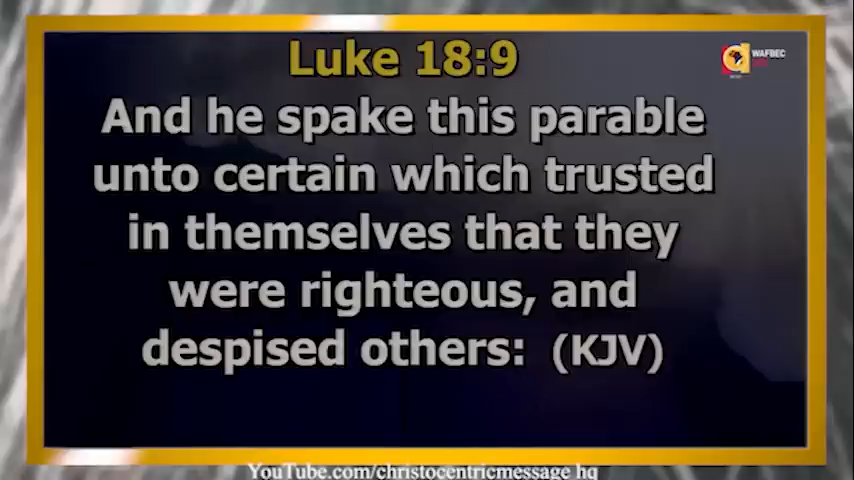 Luke 18:9
WAFBEC
And he spake this parable
unto certain which trusted
in themselves that they
were righteous, and
despised others: (KJV)
YouTube.com/christocentricmessage hq